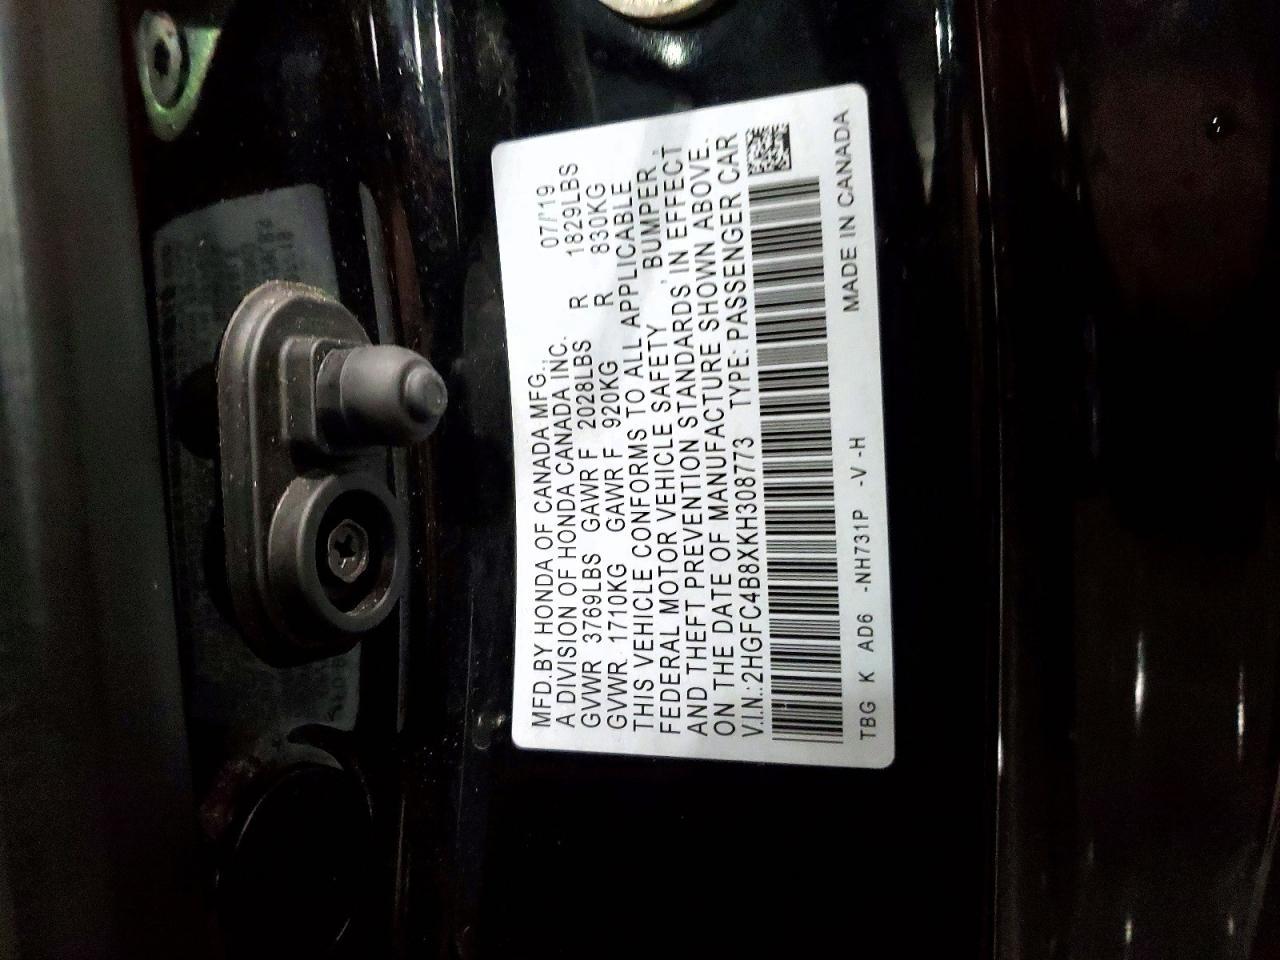 MFD.BY HONDA OF CANADA MFG., 07/'19
A DIVISION OF HONDA CANADA INC.
GVWR 3769LBS GAWR F 2028LBS R 1829LBS
GVWR. 1710KG GAWR F 920KG R 830KG
THIS VEHICLE CONFORMS TO ALL APPLICABLE
FEDERAL MOTOR VEHICLE SAFETY , BUMPER ,
AND THEFT PREVENTION STANDARDS IN EFFECT
ON THE DATE OF MANUFACTURE SHOWN ABOVE.
V.I.N.:2HGFC4B8XKH308773 TYPE: PASSENGER CAR
TBG K AD6 -NH731P -V -H MADE IN CANADA